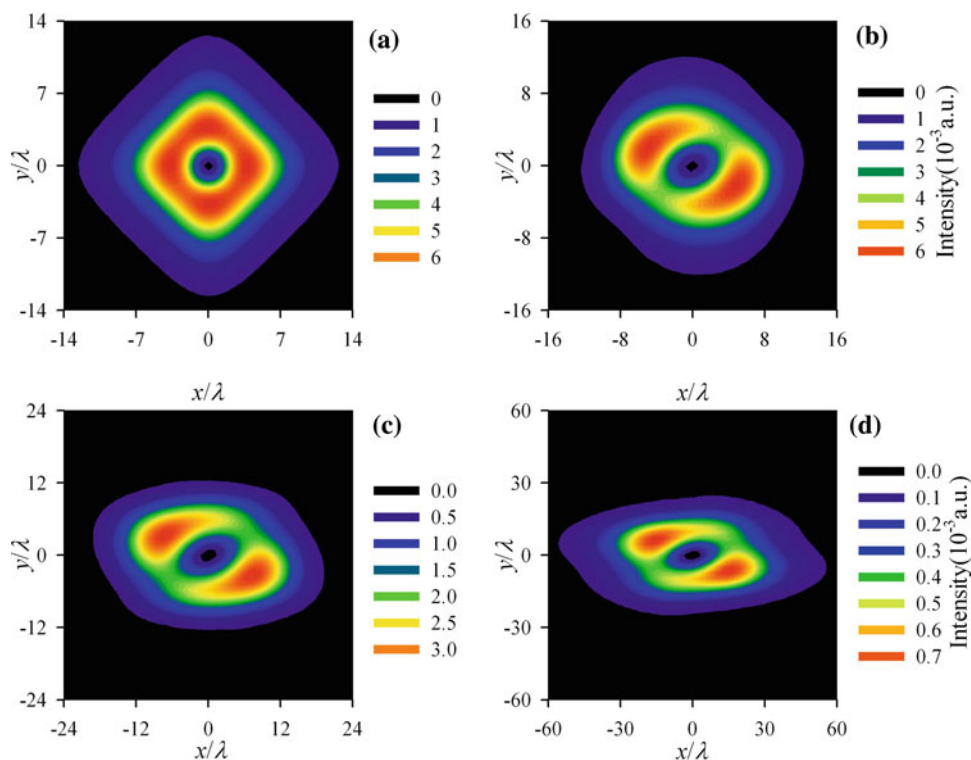 (a)
14
7
0
-7
-14
y/λ
-14 -7 0 7 14
x/λ
0
1
2
3
4
5
6
(b)
16
8
0
-8
-16
y/λ
-16 -8 0 8 16
x/λ
0
1
2
3
4
5
6
Intensity(10⁻³a.u.)
(c)
24
12
0
-12
-24
y/λ
-24 -12 0 12 24
x/λ
0.0
0.5
1.0
1.5
2.0
2.5
3.0
(d)
60
30
0
-30
-60
y/λ
-60 -30 0 30 60
x/λ
0.0
0.1
0.2
0.3
0.4
0.5
0.6
0.7
Intensity(10⁻³a.u.)